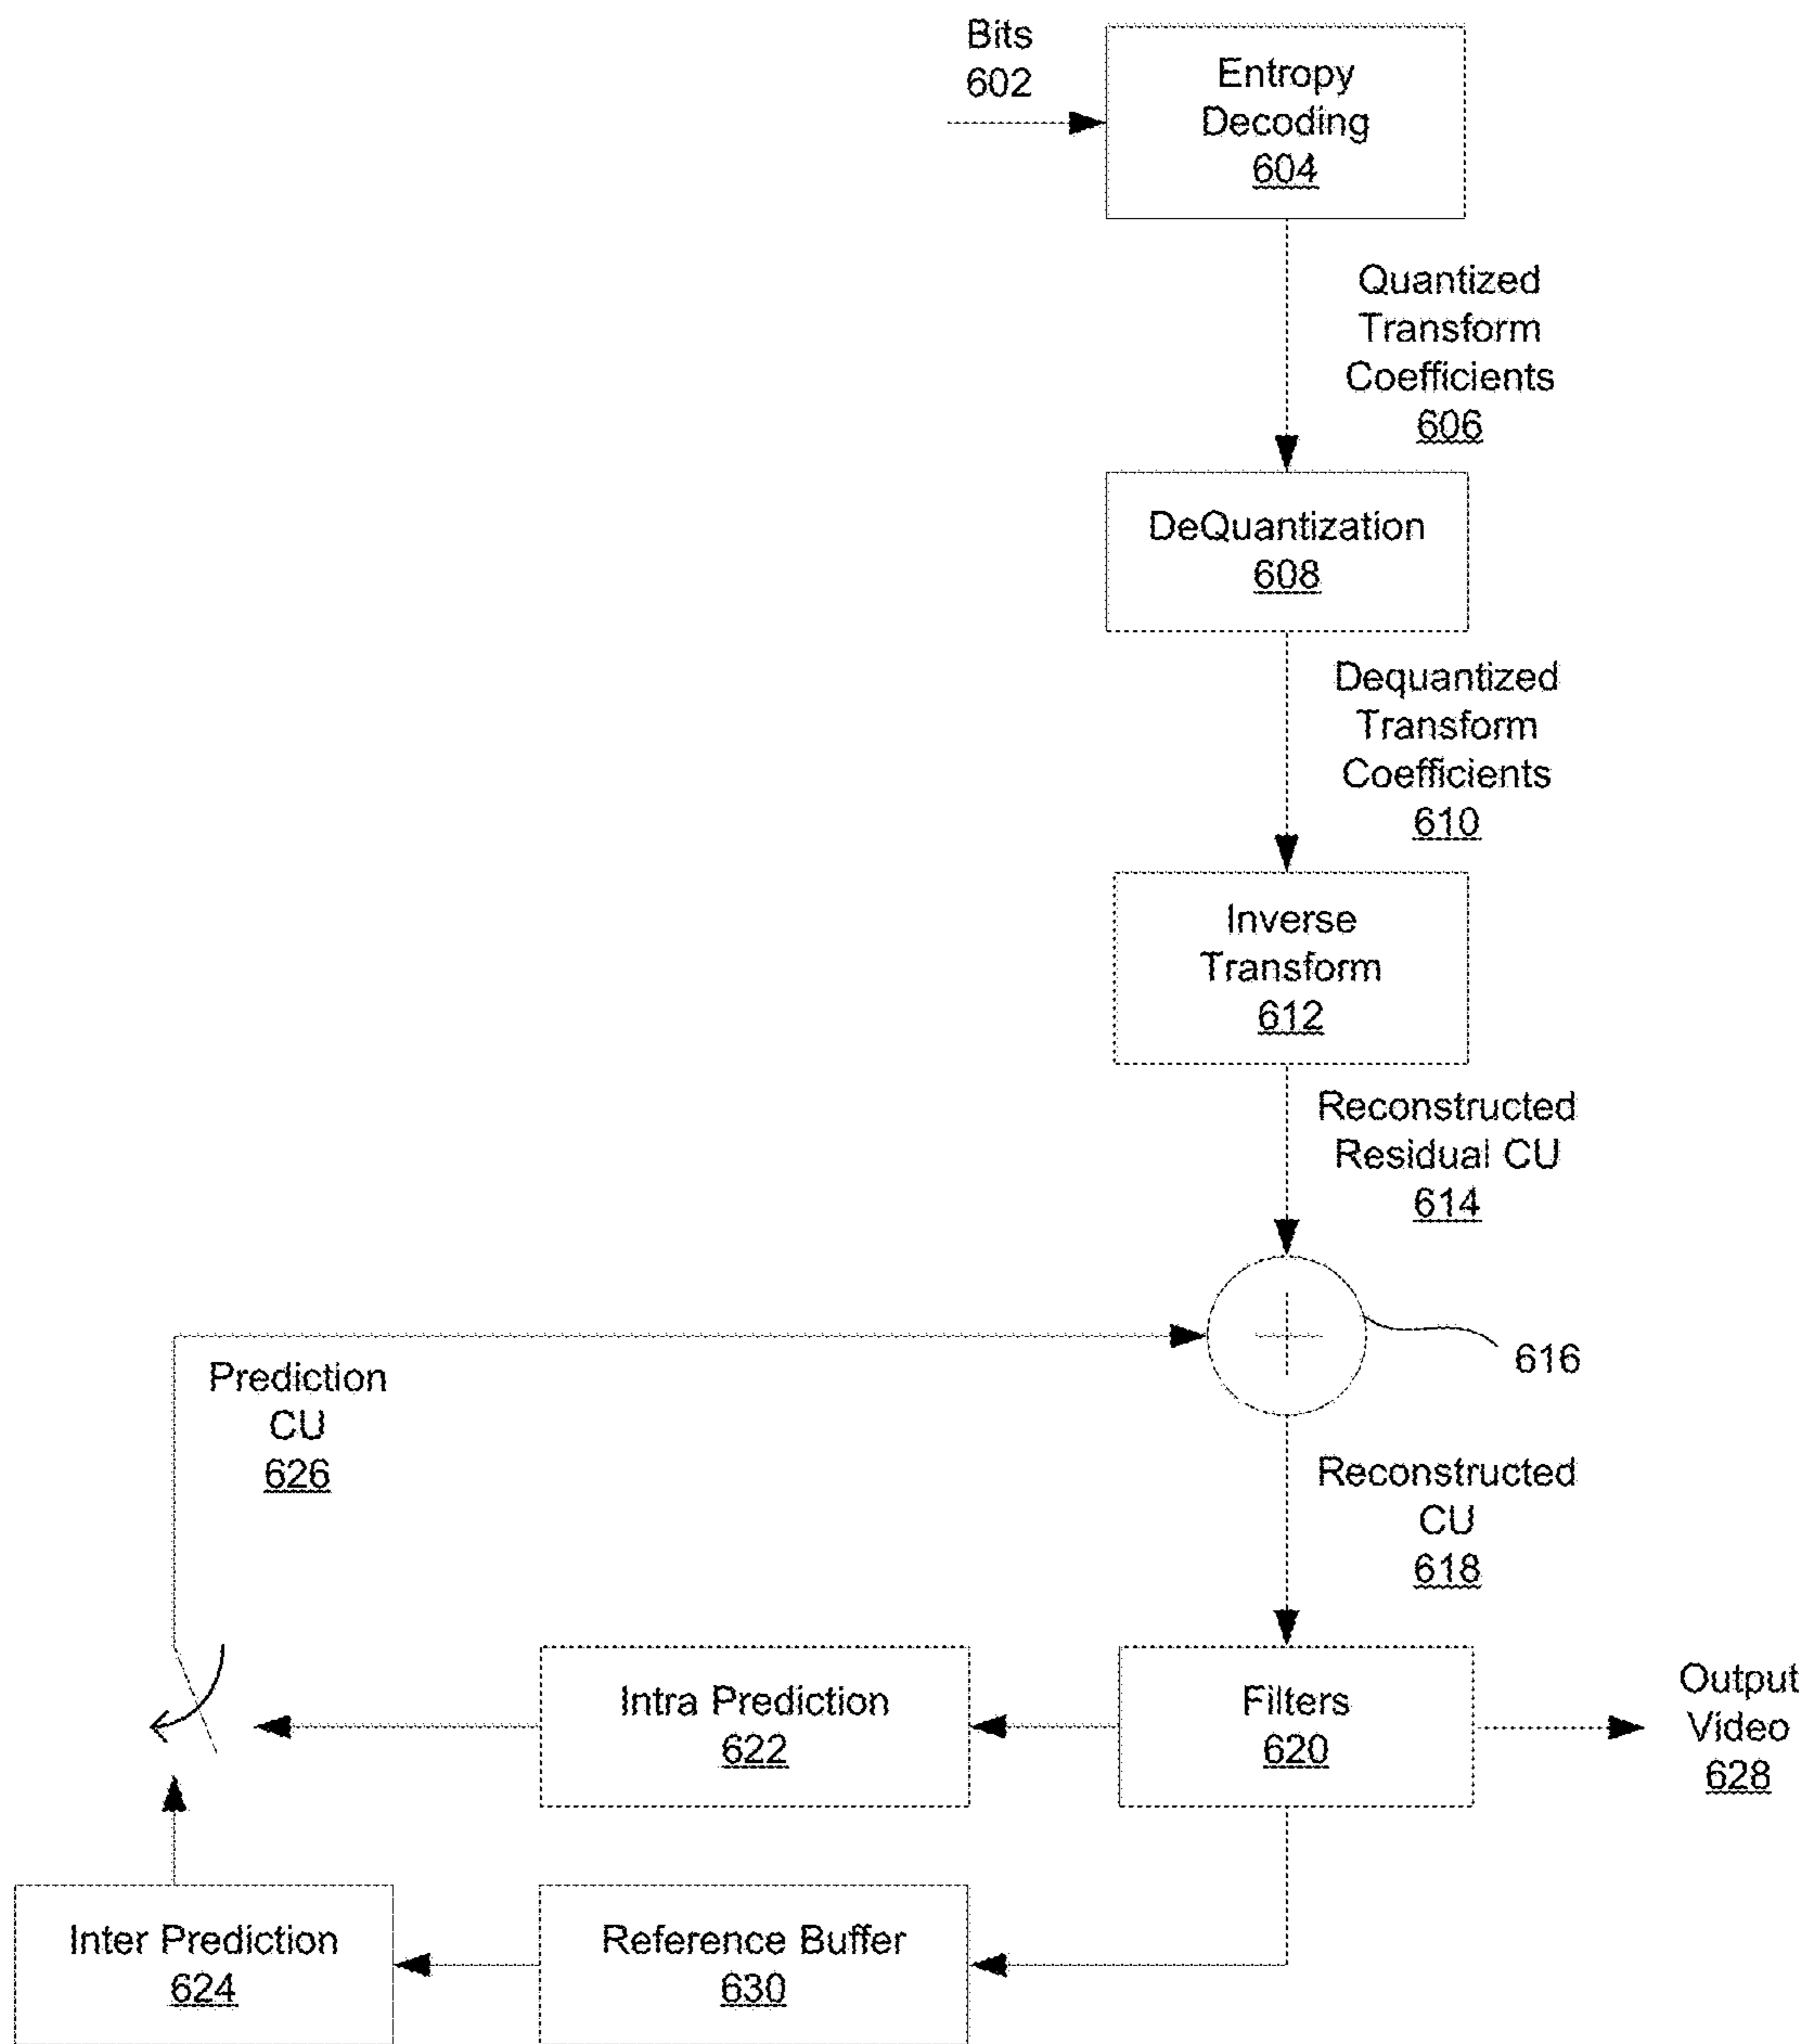 Bits
602
Entropy
Decoding
604
Quantized
Transform
Coefficients
606
DeQuantization
608
Dequantized
Transform
Coefficients
610
Inverse
Transform
612
Reconstructed
Residual CU
614
616
Prediction
CU
626
Reconstructed
CU
618
Intra Prediction
622
Filters
620
Output
Video
628
Inter Prediction
624
Reference Buffer
630